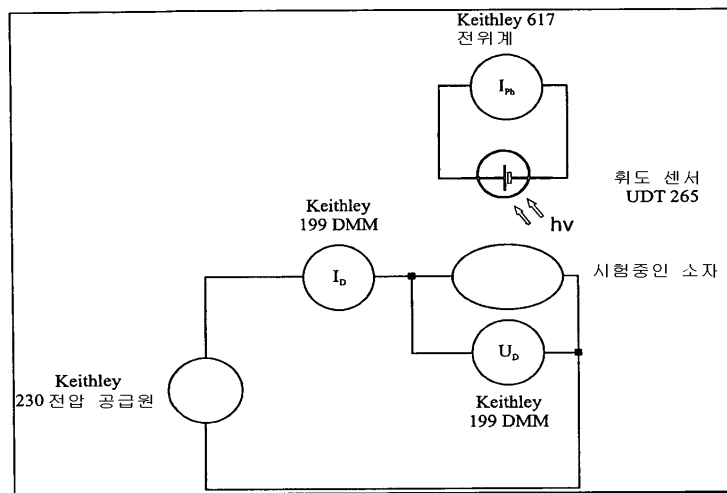 Keithley 617
전위계
I_Ph
휘도 센서
UDT 265
hv
Keithley
199 DMM
I_D
시험중인 소자
U_D
Keithley
230 전압 공급원
Keithley
199 DMM